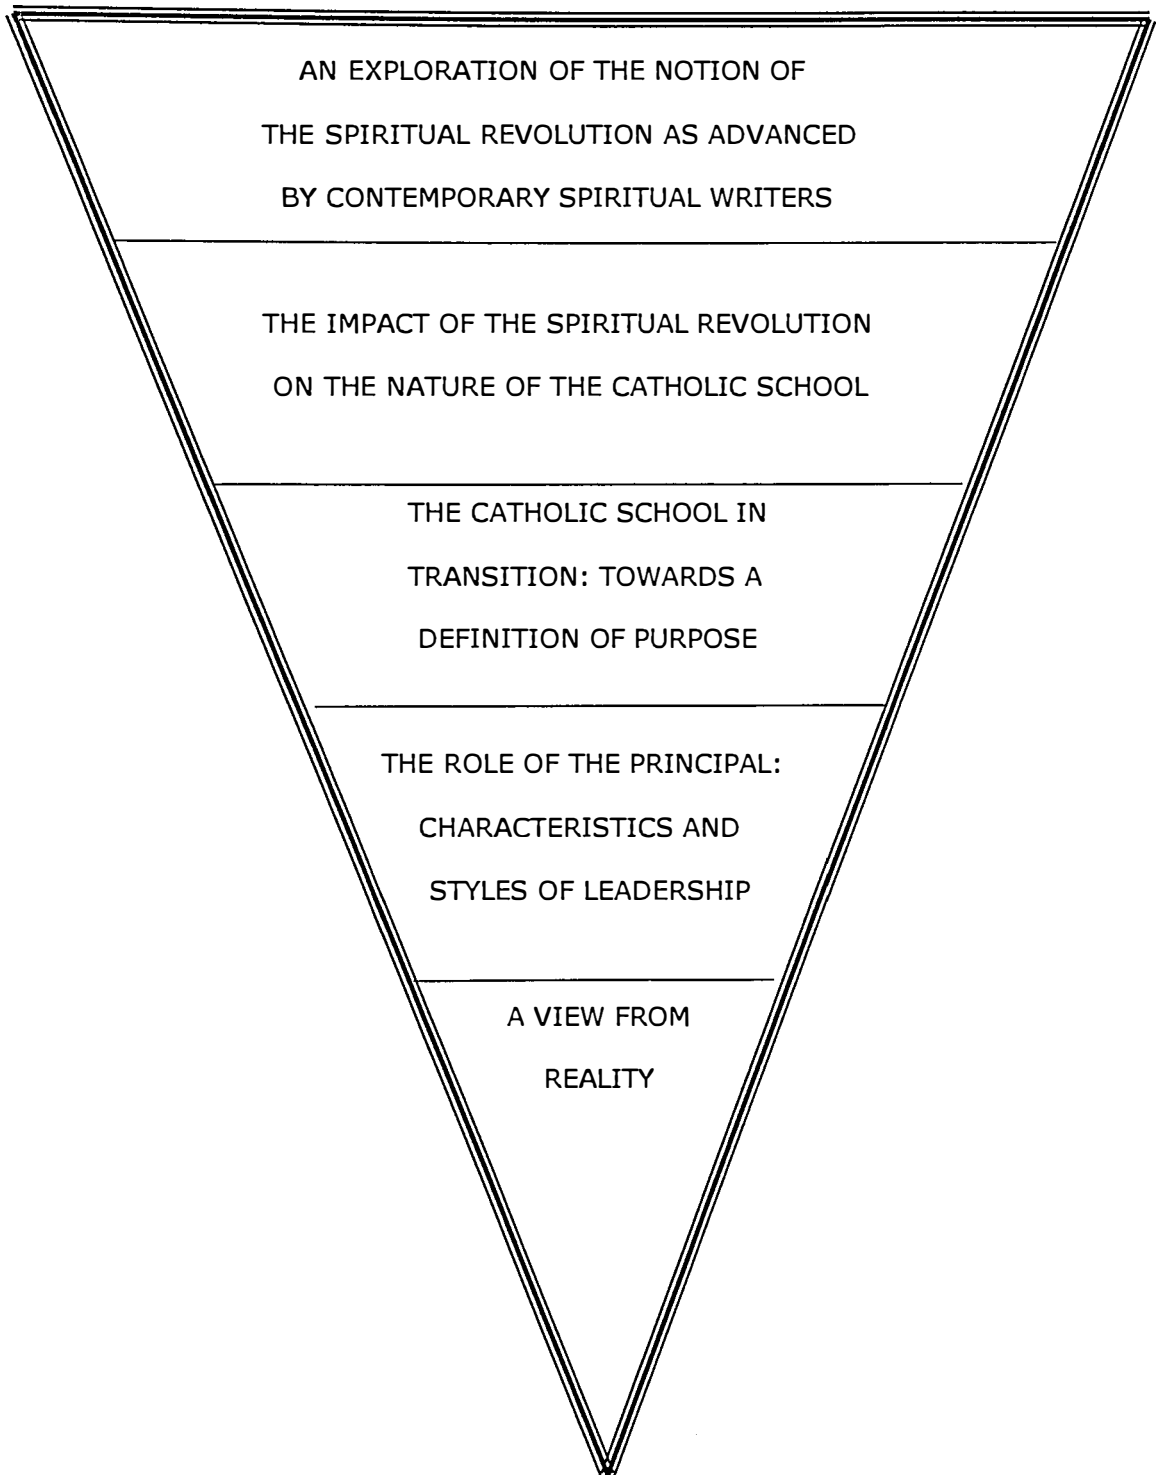 AN EXPLORATION OF THE NOTION OF
THE SPIRITUAL REVOLUTION AS ADVANCED
BY CONTEMPORARY SPIRITUAL WRITERS
THE IMPACT OF THE SPIRITUAL REVOLUTION
ON THE NATURE OF THE CATHOLIC SCHOOL
THE CATHOLIC SCHOOL IN
TRANSITION: TOWARDS A
DEFINITION OF PURPOSE
THE ROLE OF THE PRINCIPAL:
CHARACTERISTICS AND
STYLES OF LEADERSHIP
A VIEW FROM
REALITY